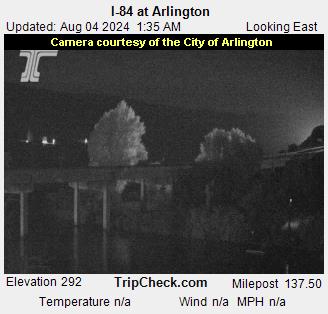 I-84 at Arlington
Updated: Aug 04 2024 1:35 AM Looking East
Camera courtesy of the City of Arlington
Elevation 292 TripCheck.com Milepost 137.50
Temperature n/a Wind n/a MPH n/a